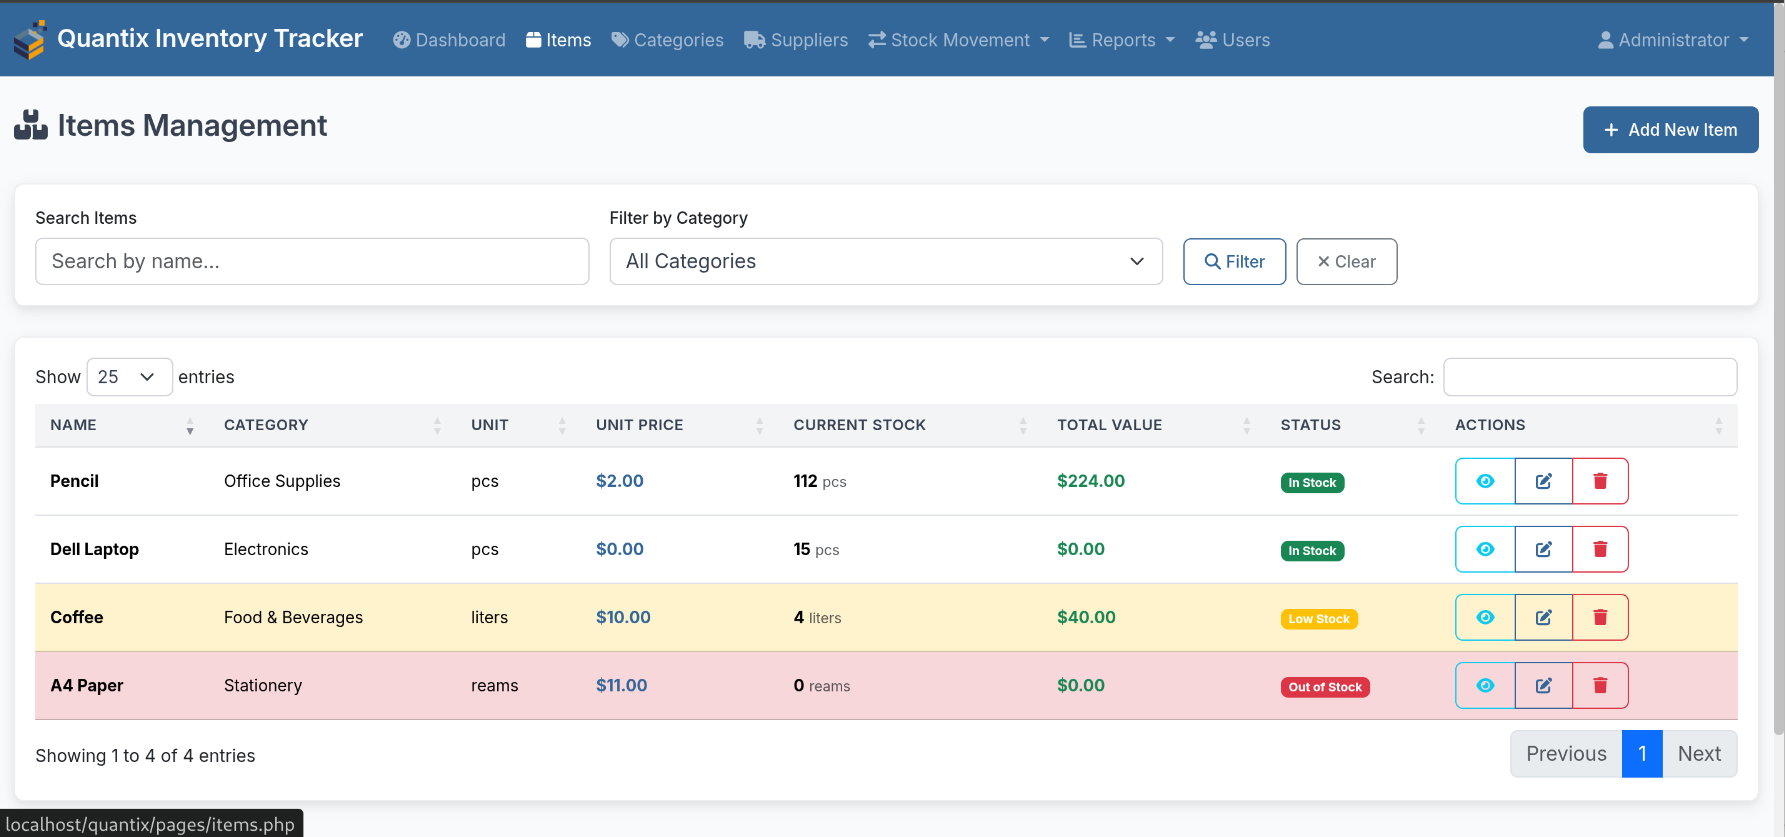 Quantix Inventory Tracker Dashboard Items Categories Suppliers Stock Movement Reports Users Administrator
Items Management
+ Add New Item
Search Items Filter by Category
Search by name... All Categories Filter × Clear
Show 25 entries Search:
NAME CATEGORY UNIT UNIT PRICE CURRENT STOCK TOTAL VALUE STATUS ACTIONS
Pencil Office Supplies pcs $2.00 112 pcs $224.00 In Stock
Dell Laptop Electronics pcs $0.00 15 pcs $0.00 In Stock
Coffee Food & Beverages liters $10.00 4 liters $40.00 Low Stock
A4 Paper Stationery reams $11.00 0 reams $0.00 Out of Stock
Showing 1 to 4 of 4 entries Previous 1 Next
localhost/quantix/pages/items.php